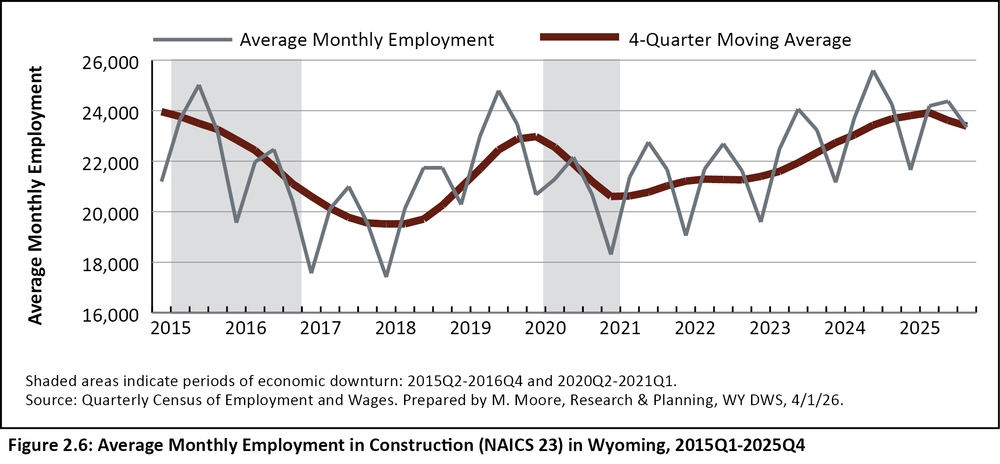 Average Monthly Employment
4-Quarter Moving Average
Average Monthly Employment
26,000
24,000
22,000
20,000
18,000
16,000
2015 2016 2017 2018 2019 2020 2021 2022 2023 2024 2025
Shaded areas indicate periods of economic downturn: 2015Q2-2016Q4 and 2020Q2-2021Q1.
Source: Quarterly Census of Employment and Wages. Prepared by M. Moore, Research & Planning, WY DWS, 4/1/26.
Figure 2.6: Average Monthly Employment in Construction (NAICS 23) in Wyoming, 2015Q1-2025Q4